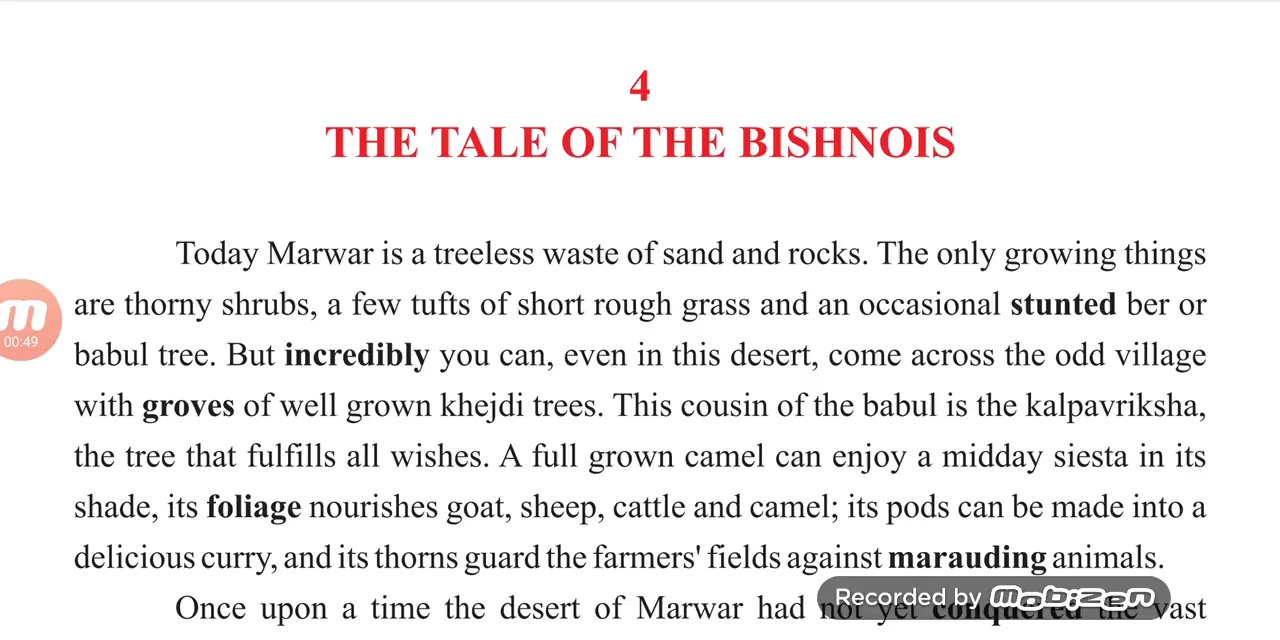 4
THE TALE OF THE BISHNOIS
Today Marwar is a treeless waste of sand and rocks. The only growing things
are thorny shrubs, a few tufts of short rough grass and an occasional stunted ber or
babul tree. But incredibly you can, even in this desert, come across the odd village
with groves of well grown khejdi trees. This cousin of the babul is the kalpavriksha,
the tree that fulfills all wishes. A full grown camel can enjoy a midday siesta in its
shade, its foliage nourishes goat, sheep, cattle and camel; its pods can be made into a
delicious curry, and its thorns guard the farmers' fields against marauding animals.
Once upon a time the desert of Marwar had not yet conquered the vast
m
00:49
Recorded by mobizen